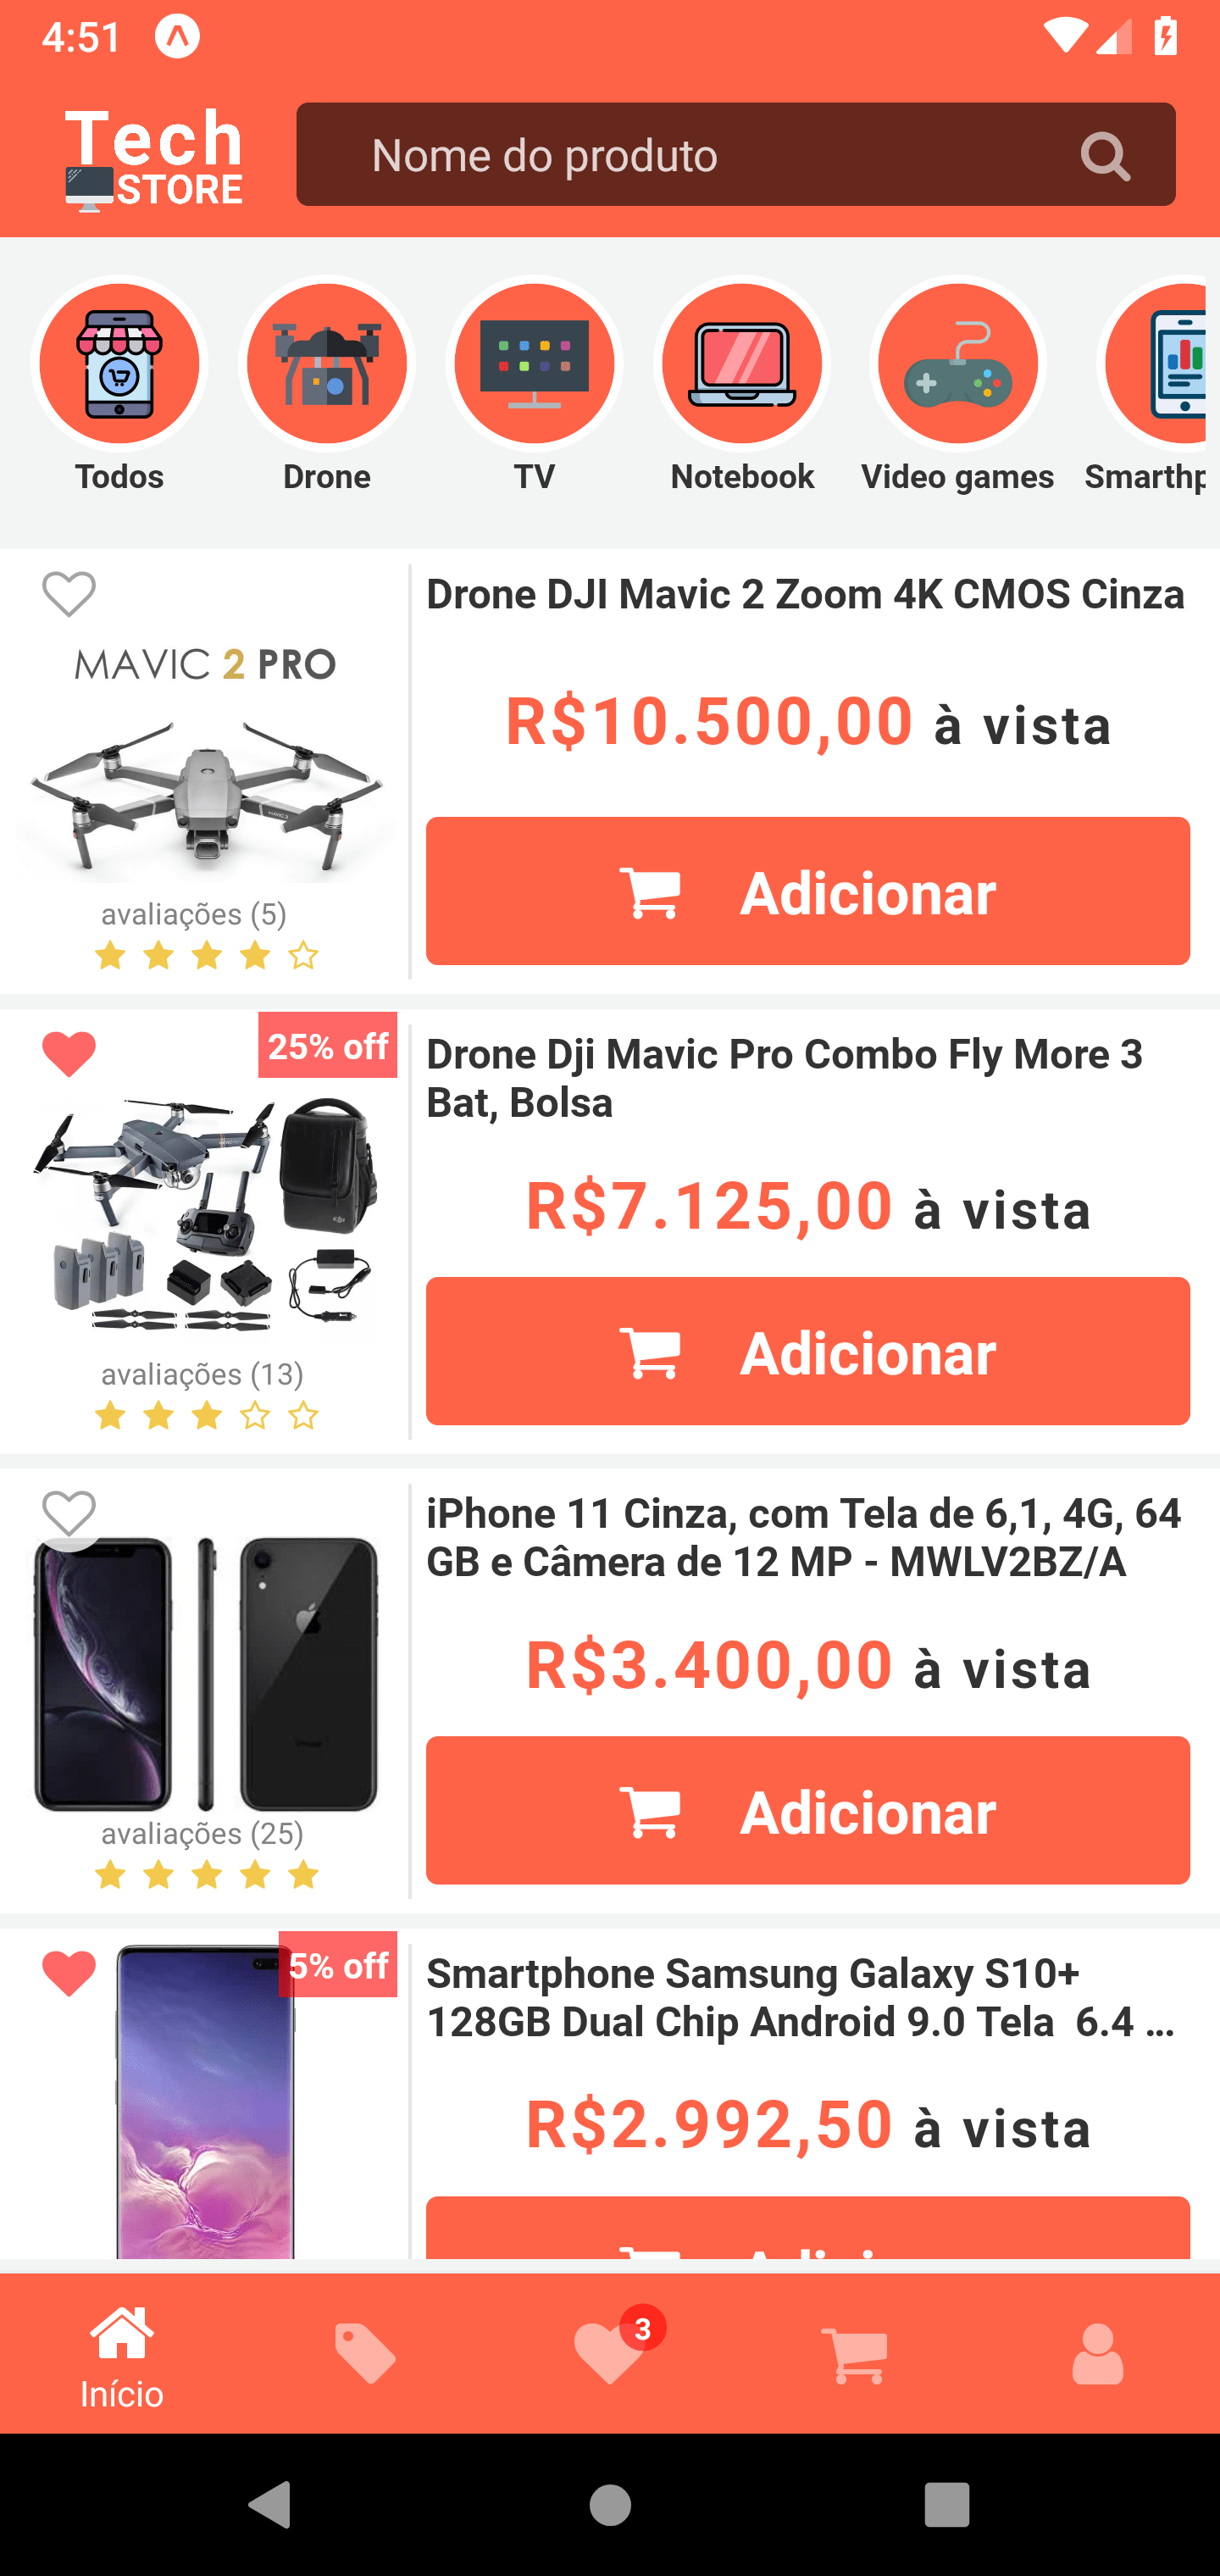 4:51
Tech
STORE
Nome do produto
Todos
Drone
TV
Notebook
Video games
Smarthp
Drone DJI Mavic 2 Zoom 4K CMOS Cinza
MAVIC 2 PRO
R$10.500,00 à vista
Adicionar
avaliações (5)
25% off
Drone Dji Mavic Pro Combo Fly More 3
Bat, Bolsa
R$7.125,00 à vista
Adicionar
avaliações (13)
iPhone 11 Cinza, com Tela de 6,1, 4G, 64
GB e Câmera de 12 MP - MWLV2BZ/A
R$3.400,00 à vista
Adicionar
avaliações (25)
5% off
Smartphone Samsung Galaxy S10+
128GB Dual Chip Android 9.0 Tela 6.4 ...
R$2.992,50 à vista
3
Início